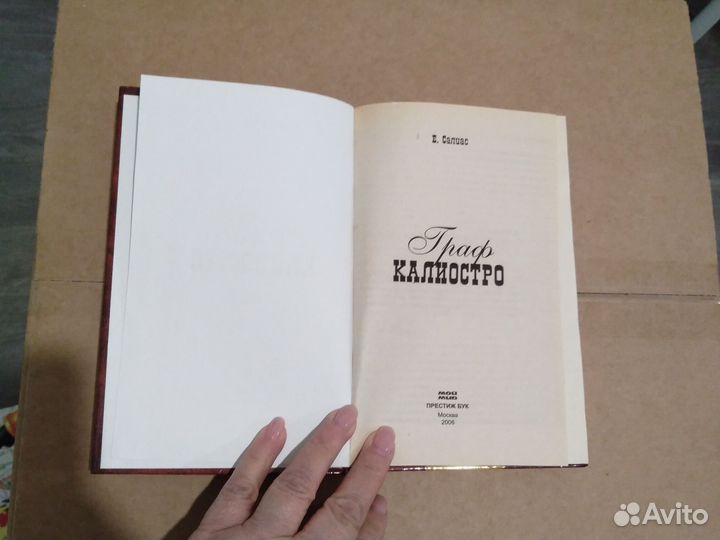 Е. Салиас
Граф
КАЛИОСТРО
мой
мир
ПРЕСТИЖ БУК
Москва
2006
Avito